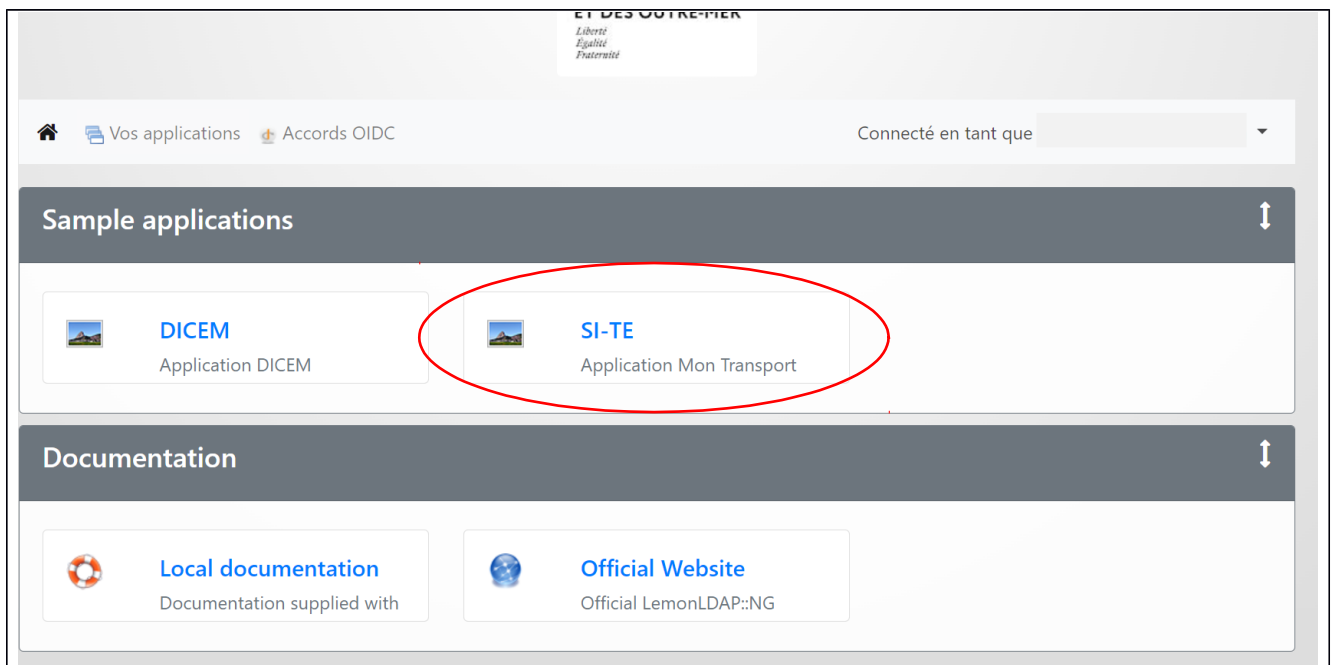 ET DES OUTRE-MER
Liberté
Égalité
Fraternité
Vos applications
Accords OIDC
Connecté en tant que
Sample applications
DICEM
Application DICEM
SI-TE
Application Mon Transport
Documentation
Local documentation
Documentation supplied with
Official Website
Official LemonLDAP::NG